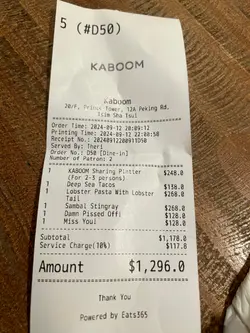 5 (#D50)
KABOOM
Kaboom
20/F, Prince Tower, 12A Peking Rd,
Tsim Sha Tsui
Order Time: 2024-09-12 20:09:12
Printing Time: 2024-09-12 22:00:58
Receipt No.: 20240912208911D50
Served By: Theri
Order No.: D50 [Dine-in]
Number of Patron: 2
1 KABOOM Sharing Platter $248.0
(For 2-3 persons)
1 Deep Sea Tacos $138.0
1 Lobster Pasta With Lobster $268.0
Tail
1 Sambal Stingray $268.0
1 Damn Pissed Off! $128.0
1 Miss You! $128.0
Subtotal $1,178.0
Service Charge(10%) $117.8
Amount $1,296.0
Thank You
Powered by Eats365